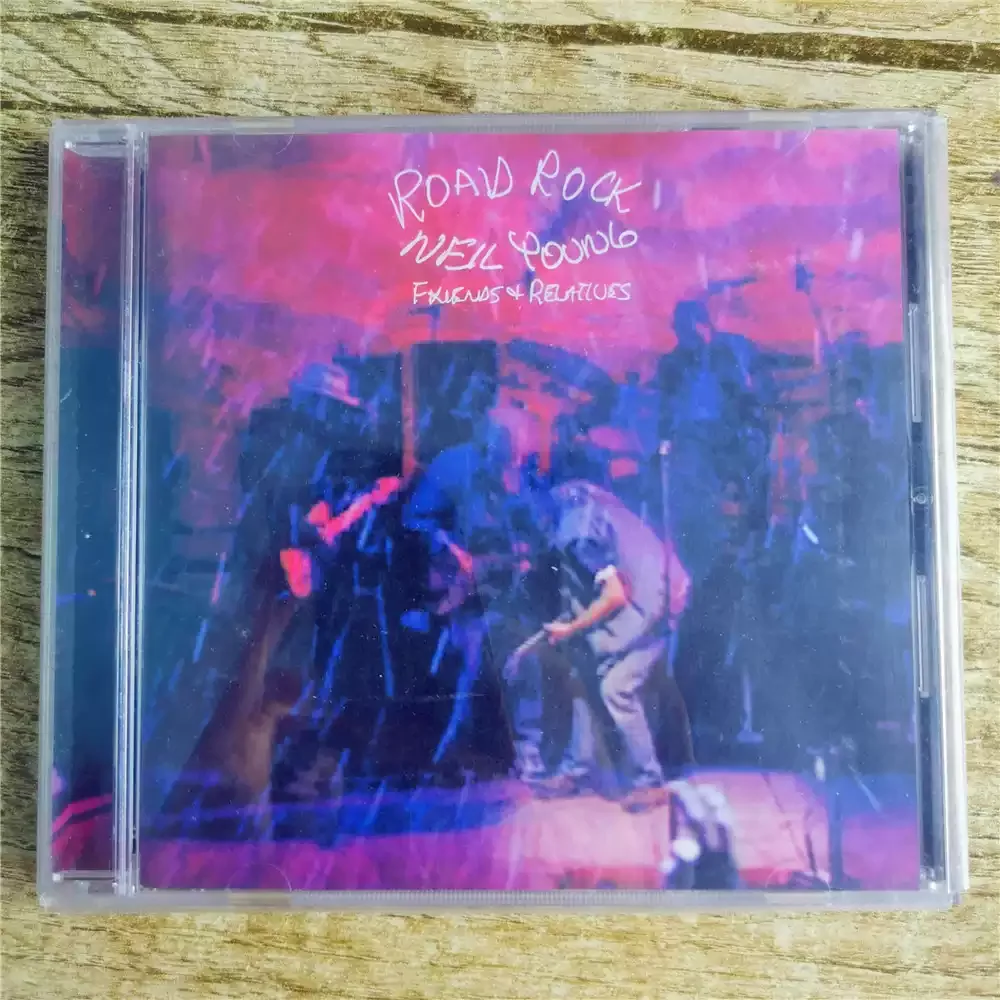 ROAD ROCK
NEIL YOUNG
FRIENDS + RELATIVES